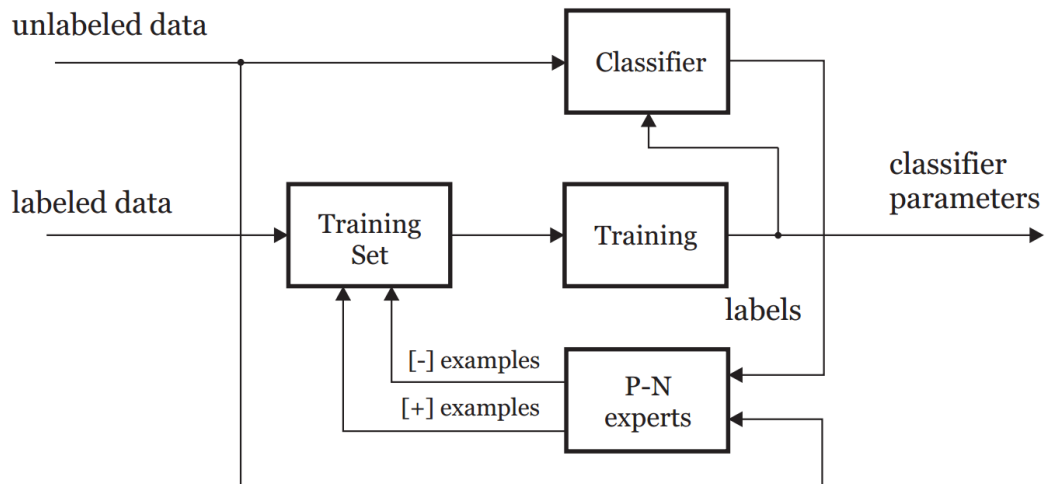 unlabeled data
Classifier
labeled data
Training
Set
Training
classifier
parameters
labels
[-] examples
[+] examples
P-N
experts